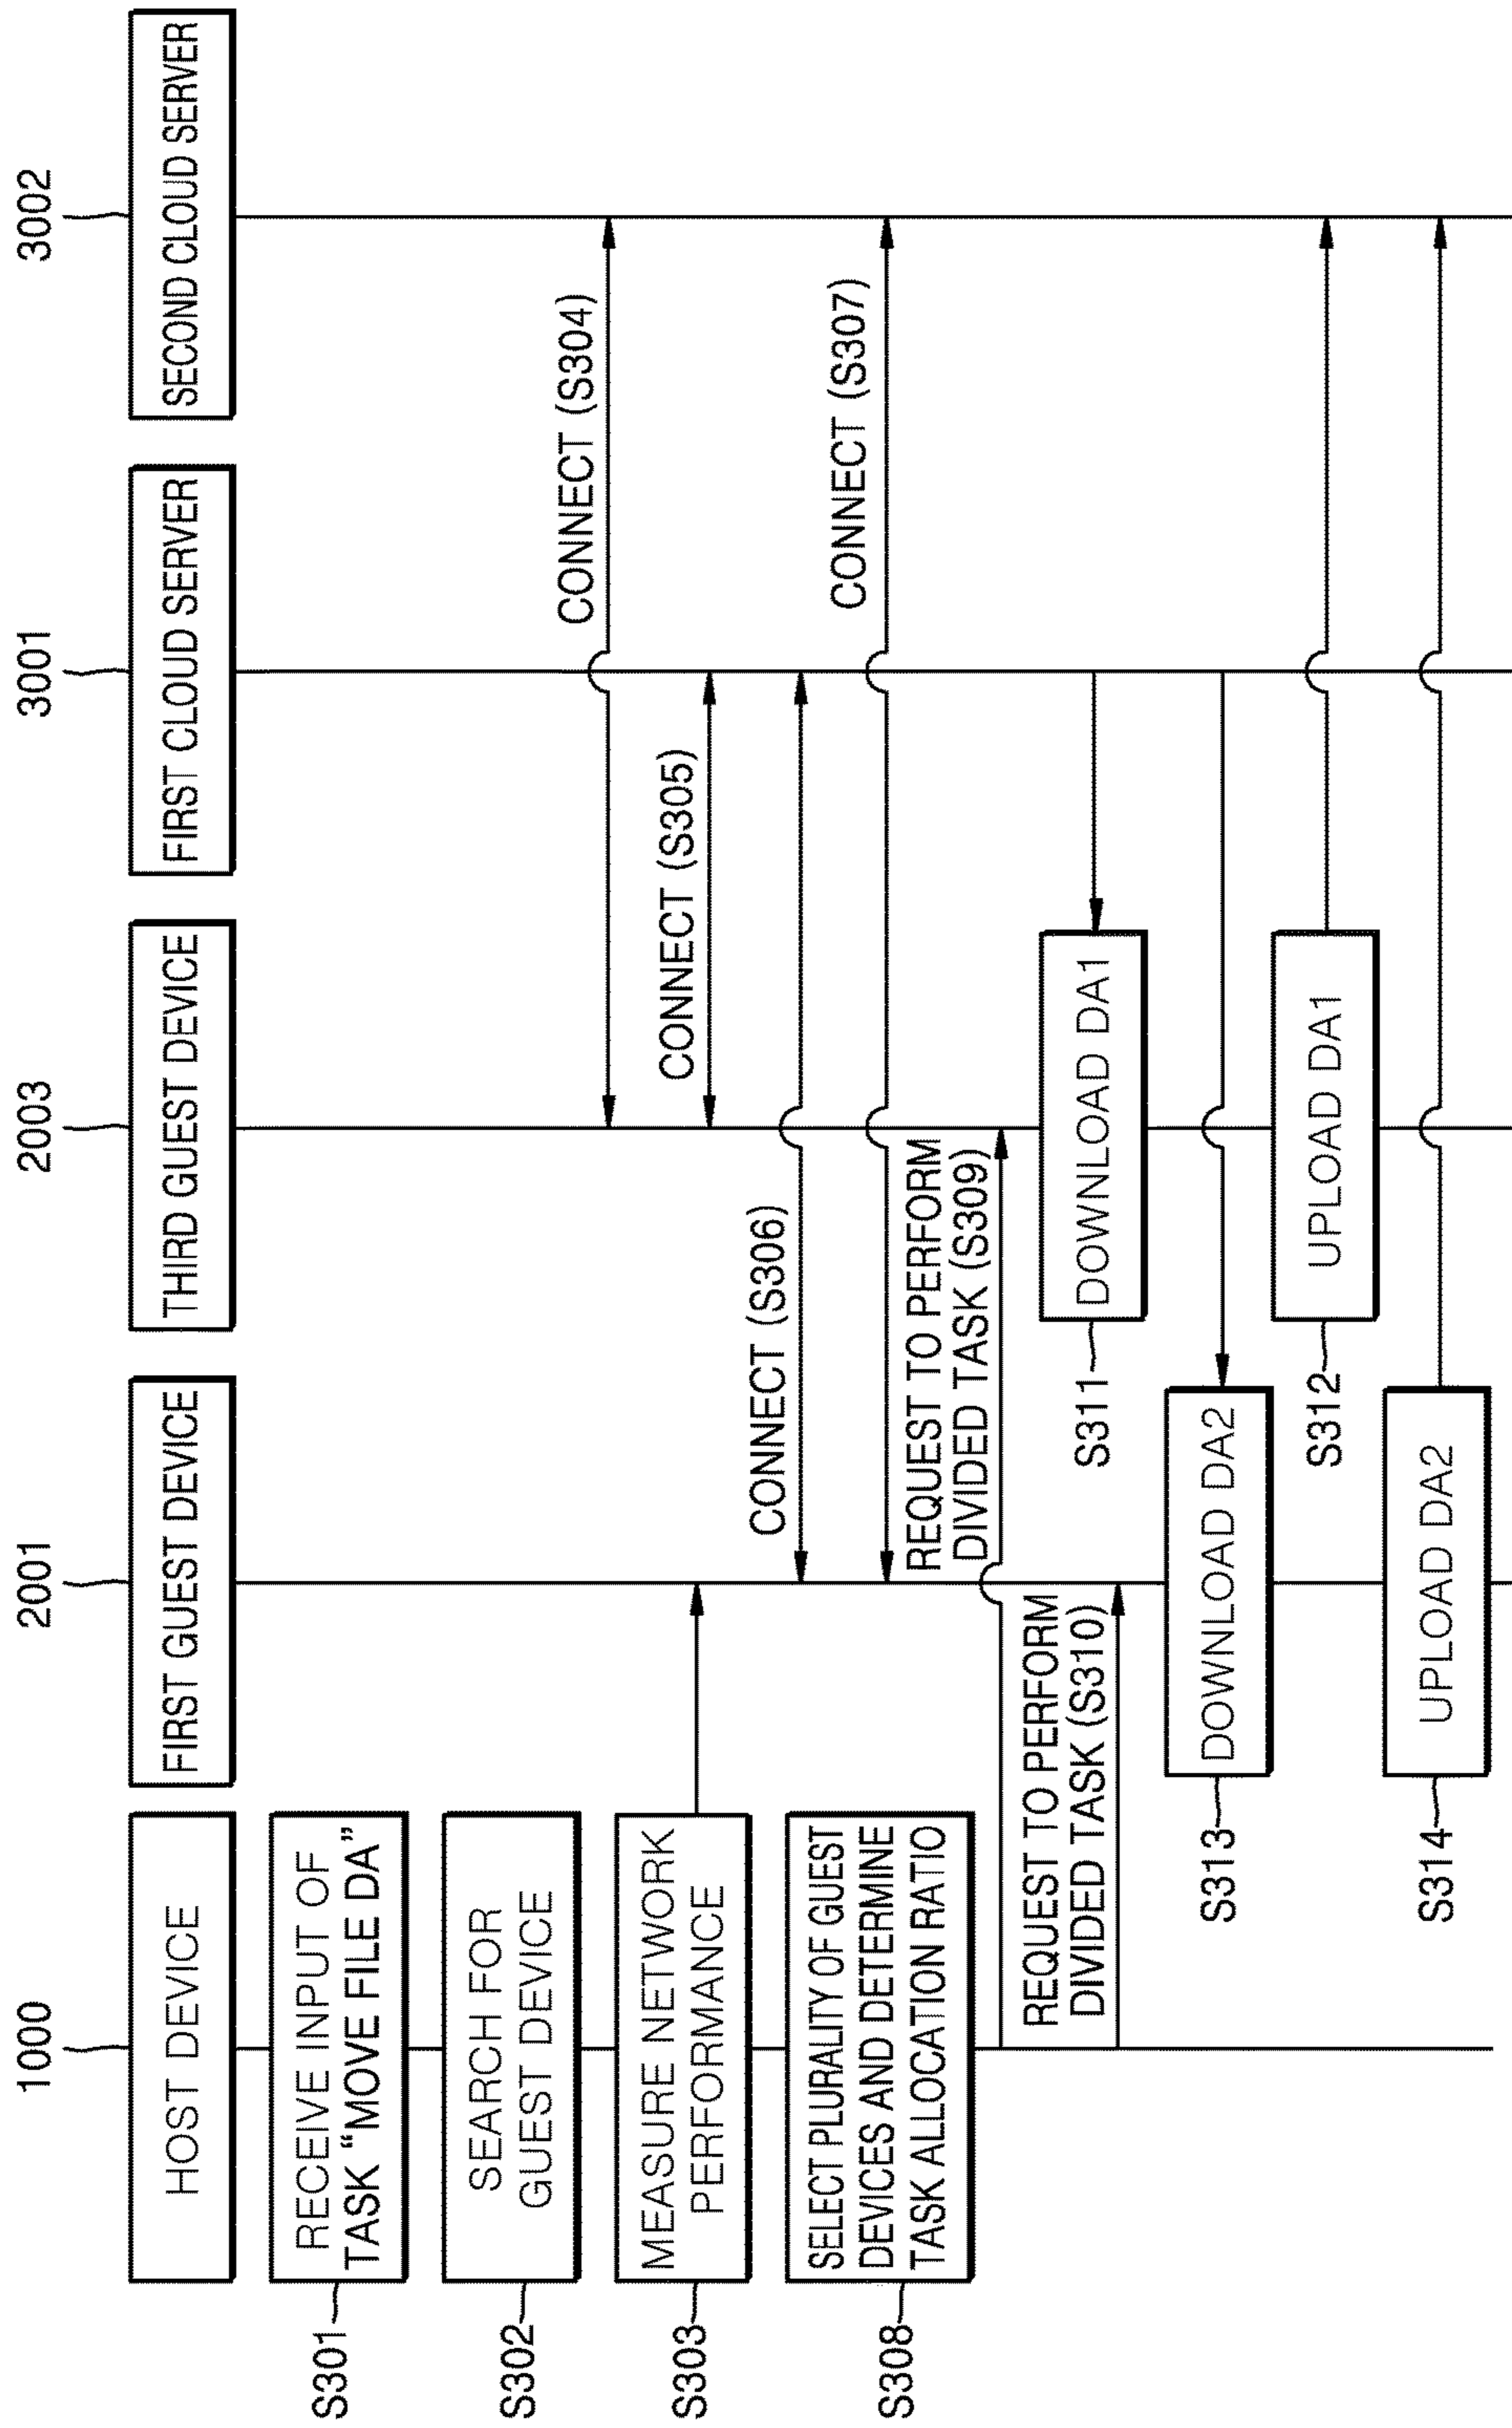 1000
2001
2003
3001
3002
HOST DEVICE
FIRST GUEST DEVICE
THIRD GUEST DEVICE
FIRST CLOUD SERVER
SECOND CLOUD SERVER
S301
RECEIVE INPUT OF
TASK “MOVE FILE DA”
S302
SEARCH FOR
GUEST DEVICE
CONNECT (S304)
S303
MEASURE NETWORK
PERFORMANCE
CONNECT (S305)
CONNECT (S306)
CONNECT (S307)
S308
SELECT PLURALITY OF GUEST
DEVICES AND DETERMINE
TASK ALLOCATION RATIO
REQUEST TO PERFORM
DIVIDED TASK (S309)
REQUEST TO PERFORM
DIVIDED TASK (S310)
S311
DOWNLOAD DA1
S313
DOWNLOAD DA2
S312
UPLOAD DA1
S314
UPLOAD DA2